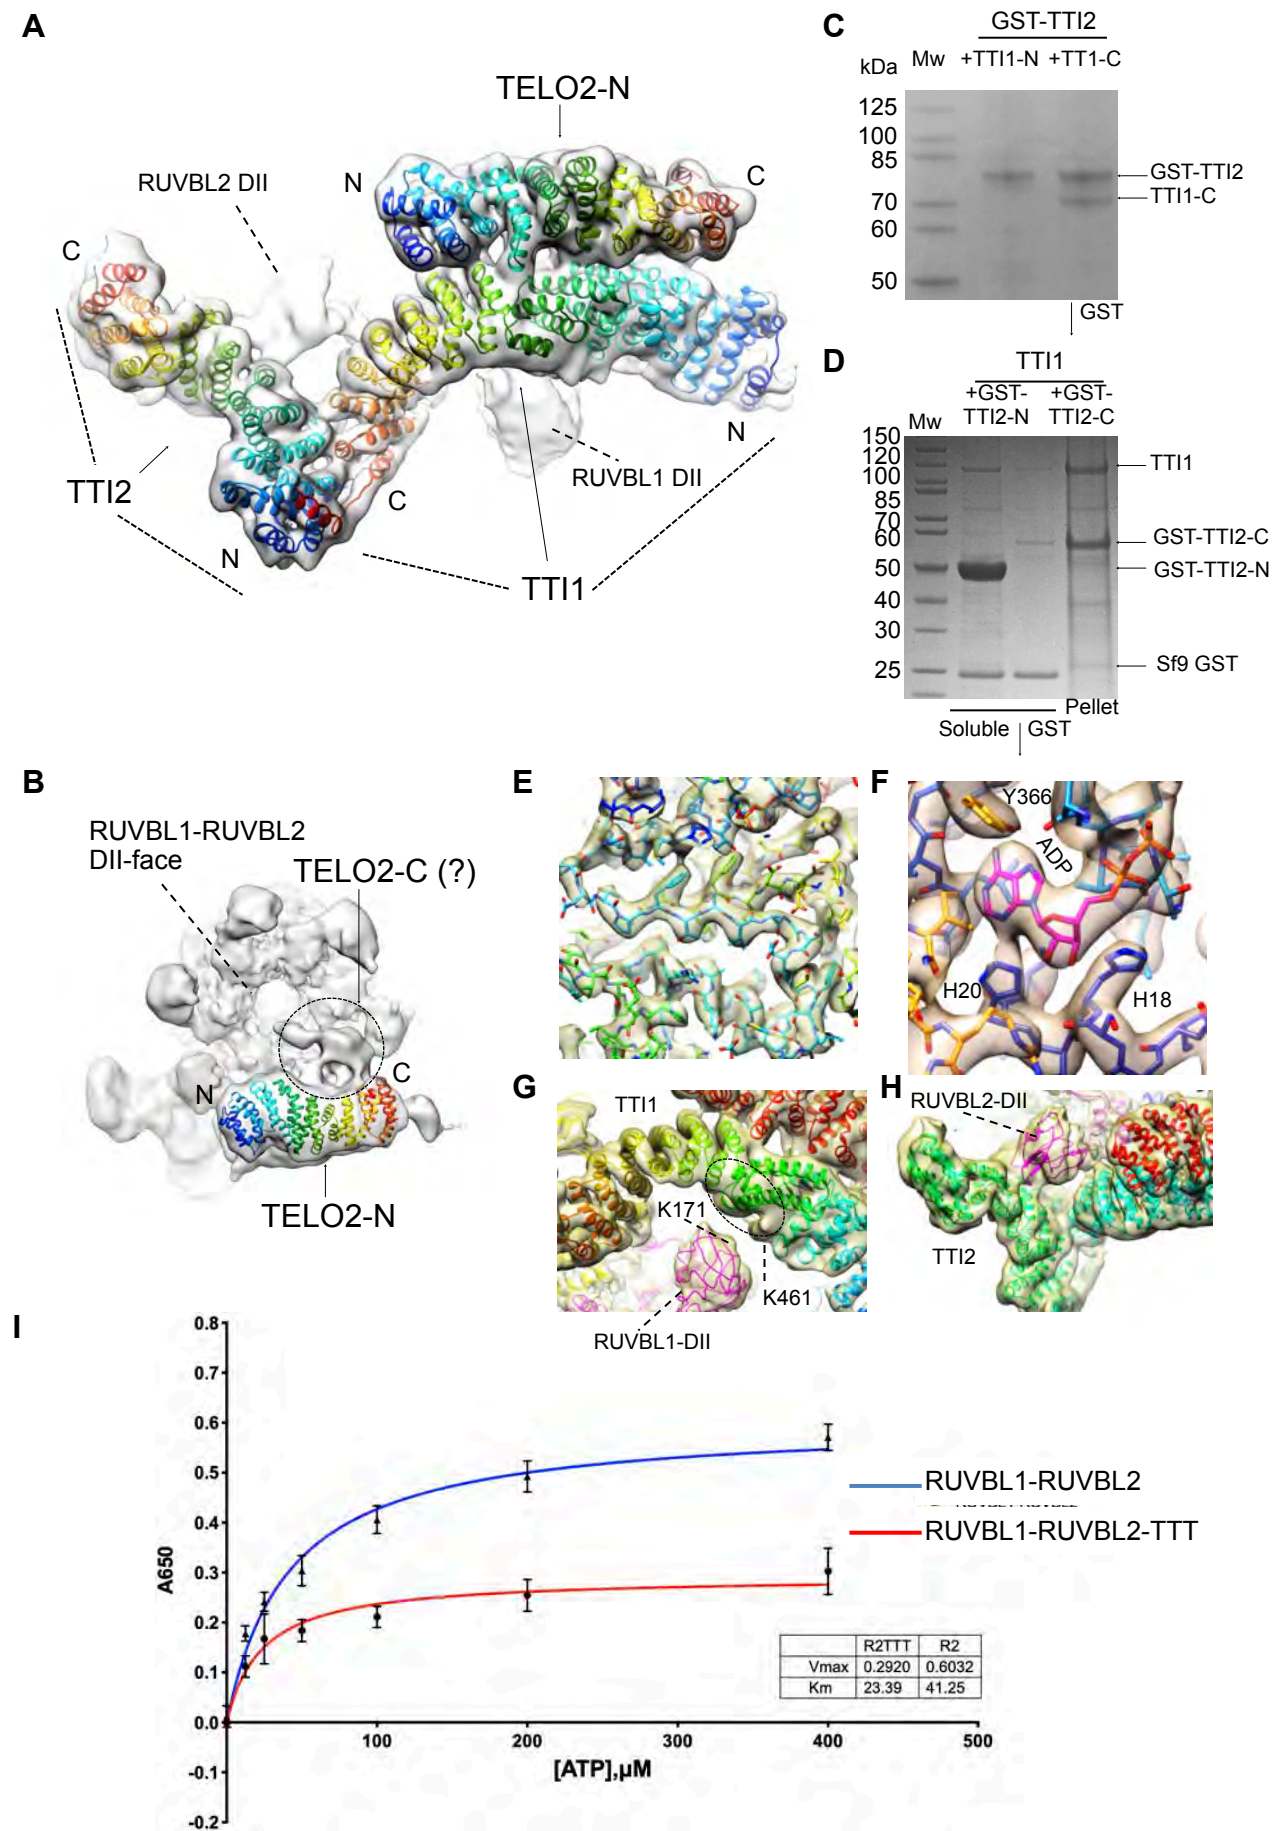 A
TELO2-N
RUVBL2 DII
N
C
C
RUVBL1 DII
N
TTI2
C
N
TTI1
C
GST-TTI2
kDa
Mw
+TTI1-N
+TT1-C
125
100
85
70
60
50
GST-TTI2
TTI1-C
GST
D
TTI1
+GST-
TTI2-N
+GST-
TTI2-C
Mw
150
120
100
85
70
60
50
40
30
25
TTI1
GST-TTI2-C
GST-TTI2-N
Sf9 GST
Pellet
Soluble
GST
B
RUVBL1-RUVBL2
DII-face
TELO2-C (?)
N
C
TELO2-N
E
F
Y366
ADP
H20
H18
G
TTI1
K171
K461
RUVBL1-DII
H
RUVBL2-DII
TTI2
I
0.8
0.7
0.6
0.5
0.4
0.3
0.2
0.1
0.0
-0.1
-0.2
A650
100
200
300
400
500
[ATP],µM
RUVBL1-RUVBL2
RUVBL1-RUVBL2-TTT
R2TTT R2
Vmax 0.2920 0.6032
Km 23.39 41.25